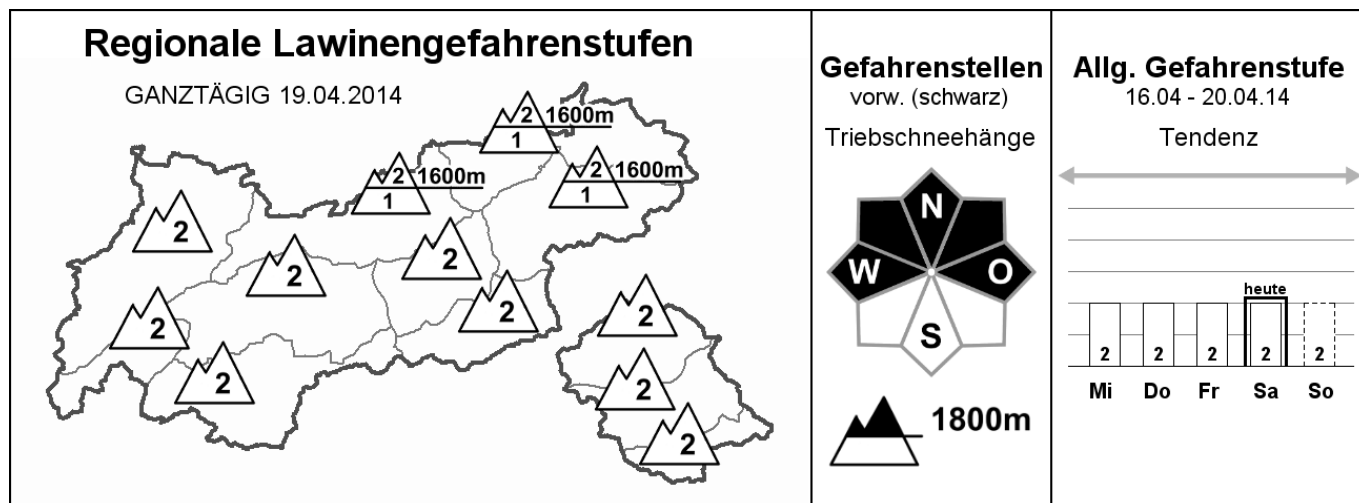 Regionale Lawinengefahrenstufen
GANZTÄGIG 19.04.2014
2 1600m
1
2 1600m
1
2 1600m
1
2
2
2
2
2
2
2
2
2
Gefahrenstellen
vorw. (schwarz)
Triebschneehänge
N
W O
S
1800m
Allg. Gefahrenstufe
16.04 - 20.04.14
Tendenz
heute
2 2 2 2 2
Mi Do Fr Sa So